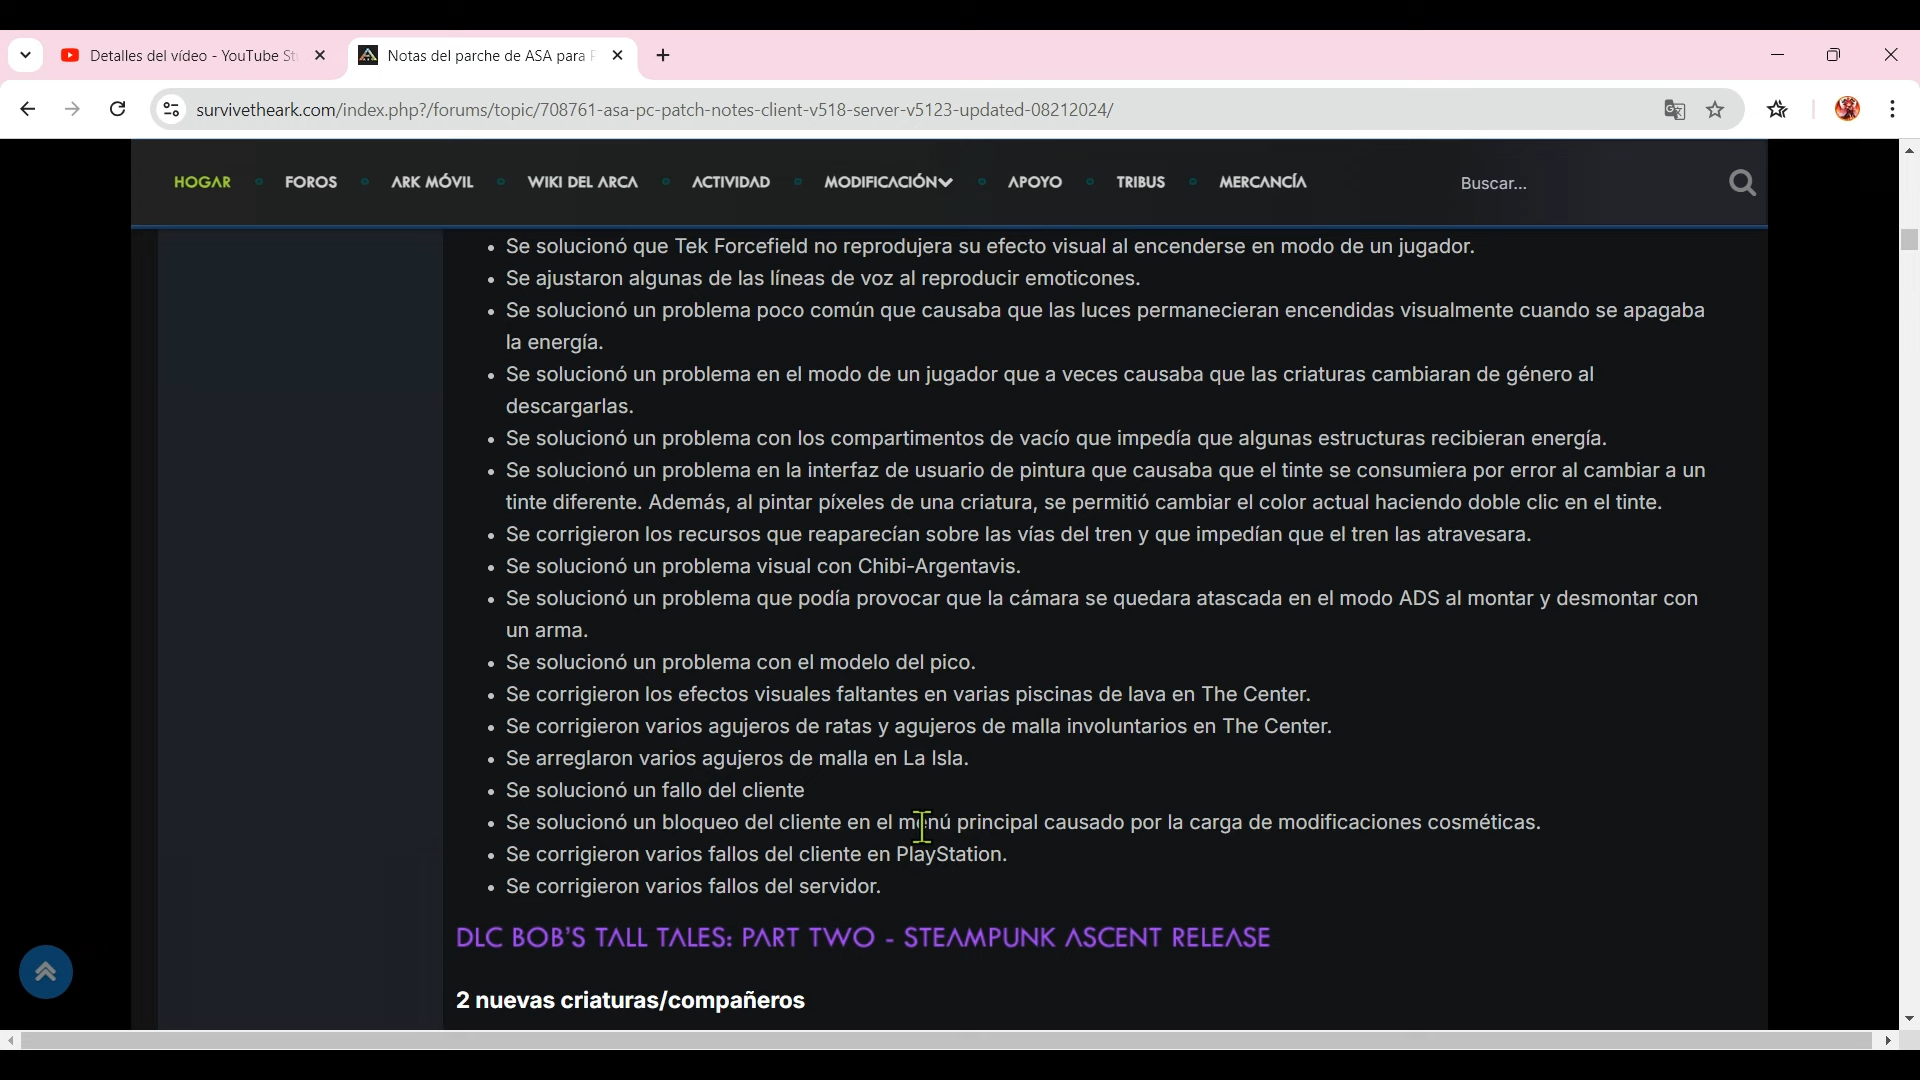 Detalles del vídeo - YouTube St
Notas del parche de ASA para P
survivetheark.com/index.php?/forums/topic/708761-asa-pc-patch-notes-client-v518-server-v5123-updated-08212024/
HOGAR FOROS ARK MÓVIL WIKI DEL ARCA ACTIVIDAD MODIFICACIÓN APOYO TRIBUS MERCANCÍA Buscar...
• Se solucionó que Tek Forcefield no reprodujera su efecto visual al encenderse en modo de un jugador.
• Se ajustaron algunas de las líneas de voz al reproducir emoticones.
• Se solucionó un problema poco común que causaba que las luces permanecieran encendidas visualmente cuando se apagaba
la energía.
• Se solucionó un problema en el modo de un jugador que a veces causaba que las criaturas cambiaran de género al
descargarlas.
• Se solucionó un problema con los compartimentos de vacío que impedía que algunas estructuras recibieran energía.
• Se solucionó un problema en la interfaz de usuario de pintura que causaba que el tinte se consumiera por error al cambiar a un
tinte diferente. Además, al pintar píxeles de una criatura, se permitió cambiar el color actual haciendo doble clic en el tinte.
• Se corrigieron los recursos que reaparecían sobre las vías del tren y que impedían que el tren las atravesara.
• Se solucionó un problema visual con Chibi-Argentavis.
• Se solucionó un problema que podía provocar que la cámara se quedara atascada en el modo ADS al montar y desmontar con
un arma.
• Se solucionó un problema con el modelo del pico.
• Se corrigieron los efectos visuales faltantes en varias piscinas de lava en The Center.
• Se corrigieron varios agujeros de ratas y agujeros de malla involuntarios en The Center.
• Se arreglaron varios agujeros de malla en La Isla.
• Se solucionó un fallo del cliente
• Se solucionó un bloqueo del cliente en el menú principal causado por la carga de modificaciones cosméticas.
• Se corrigieron varios fallos del cliente en PlayStation.
• Se corrigieron varios fallos del servidor.
DLC BOB'S TALL TALES: PART TWO - STEAMPUNK ASCENT RELEASE
2 nuevas criaturas/compañeros